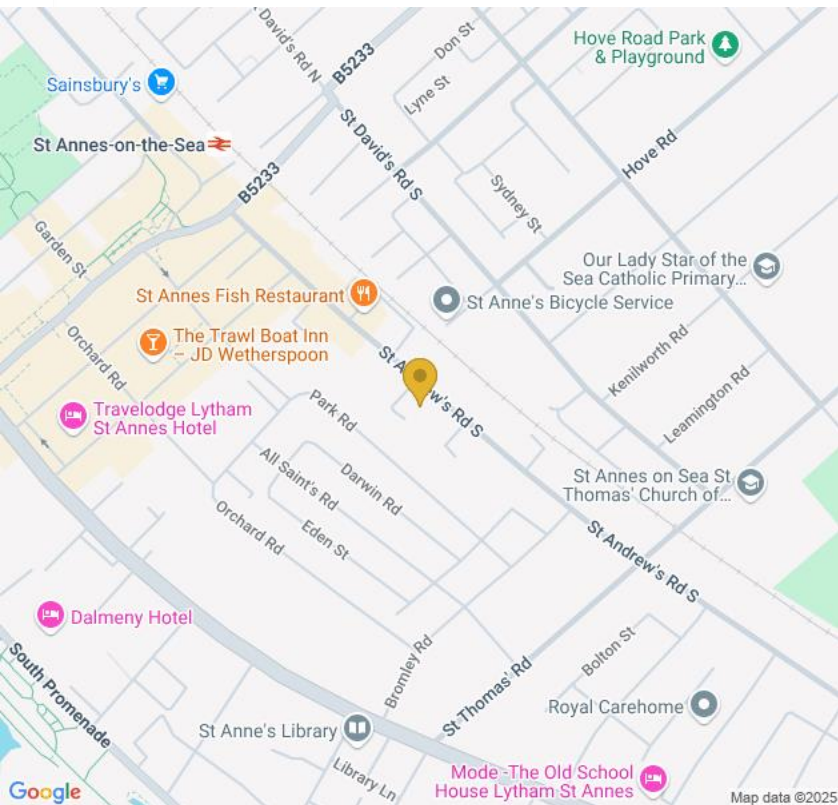 St David's Rd N
B5233
Don St
Hove Road Park
& Playground
Sainsbury's
Lyne St
St Annes-on-the-Sea
St David's Rd S
Hove Rd
B5233
Sydney St
Garden St
Our Lady Star of the
Sea Catholic Primary...
St Annes Fish Restaurant
St Anne's Bicycle Service
The Trawl Boat Inn
– JD Wetherspoon
Orchard Rd
Kenilworth Rd
Travelodge Lytham
St Annes Hotel
Park Rd
Leamington Rd
All Saint's Rd
Darwin Rd
St Annes on Sea St
Thomas' Church of...
Orchard Rd
Eden St
St Andrew's Rd S
Dalmeny Hotel
South Promenade
Bromley Rd
St Thomas' Rd
Bolton St
Royal Carehome
St Anne's Library
Library Ln
Mode -The Old School
House Lytham St Annes
Google
Map data ©2025